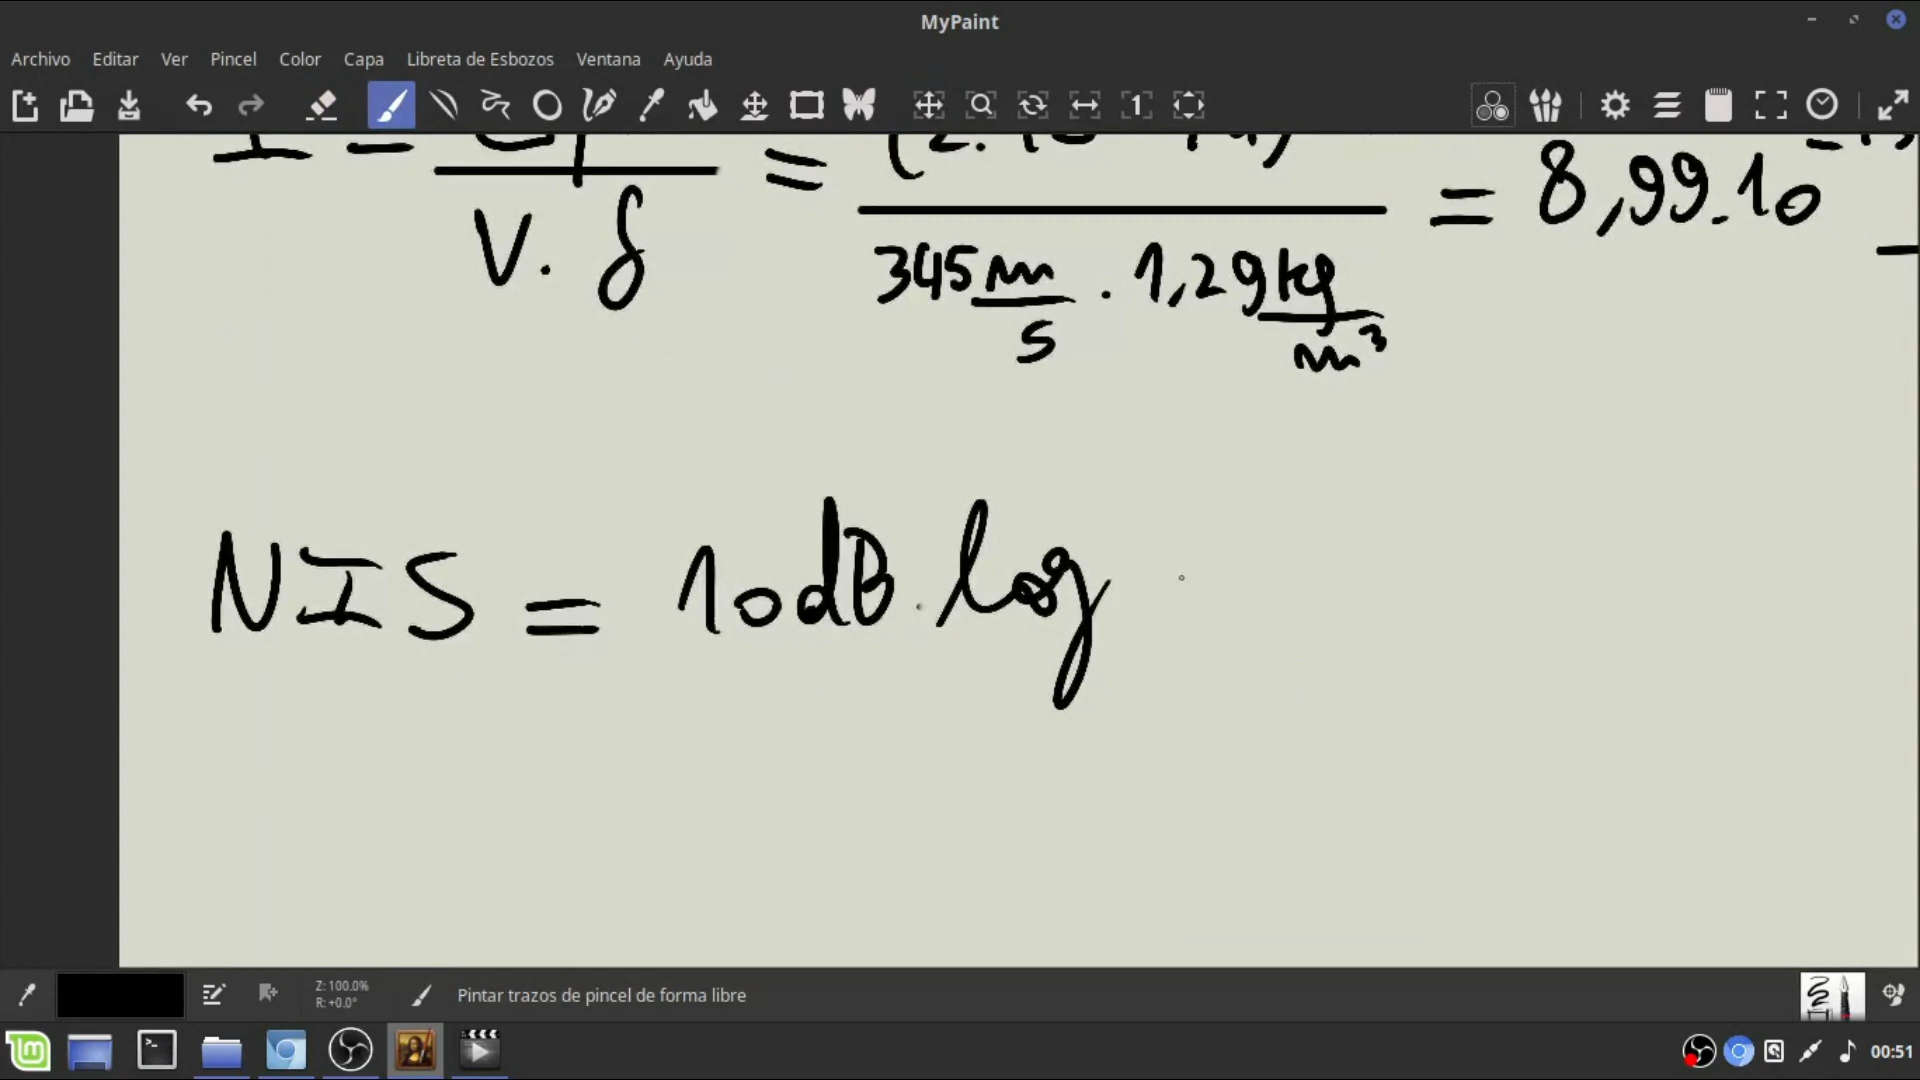 MyPaint
Archivo Editar Ver Pincel Color Capa Libreta de Esbozos Ventana Ayuda
1
I = = = 8,99.10
V. δ 345 m/s . 1,29 kg/m³
NIS = 10dB.log
Z: 100.0%
R: +0.0°
Pintar trazos de pincel de forma libre
00:51